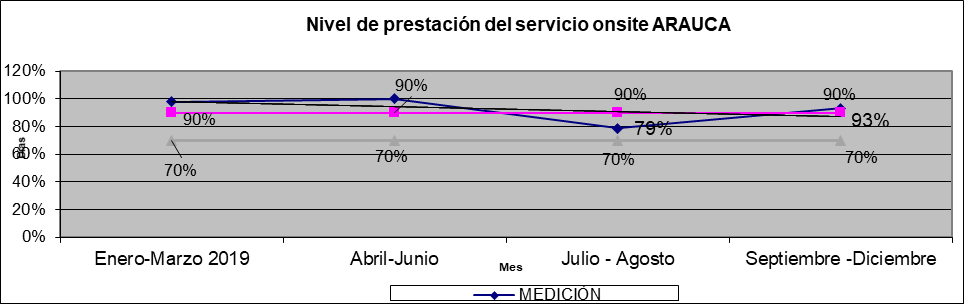 Nivel de prestación del servicio onsite ARAUCA
120%
100%
80%
60%
40%
20%
0%
90%
90%
90%
90%
79%
93%
70%
70%
70%
70%
Enero-Marzo 2019
Abril-Junio
Julio - Agosto
Septiembre -Diciembre
Mes
MEDICIÓN